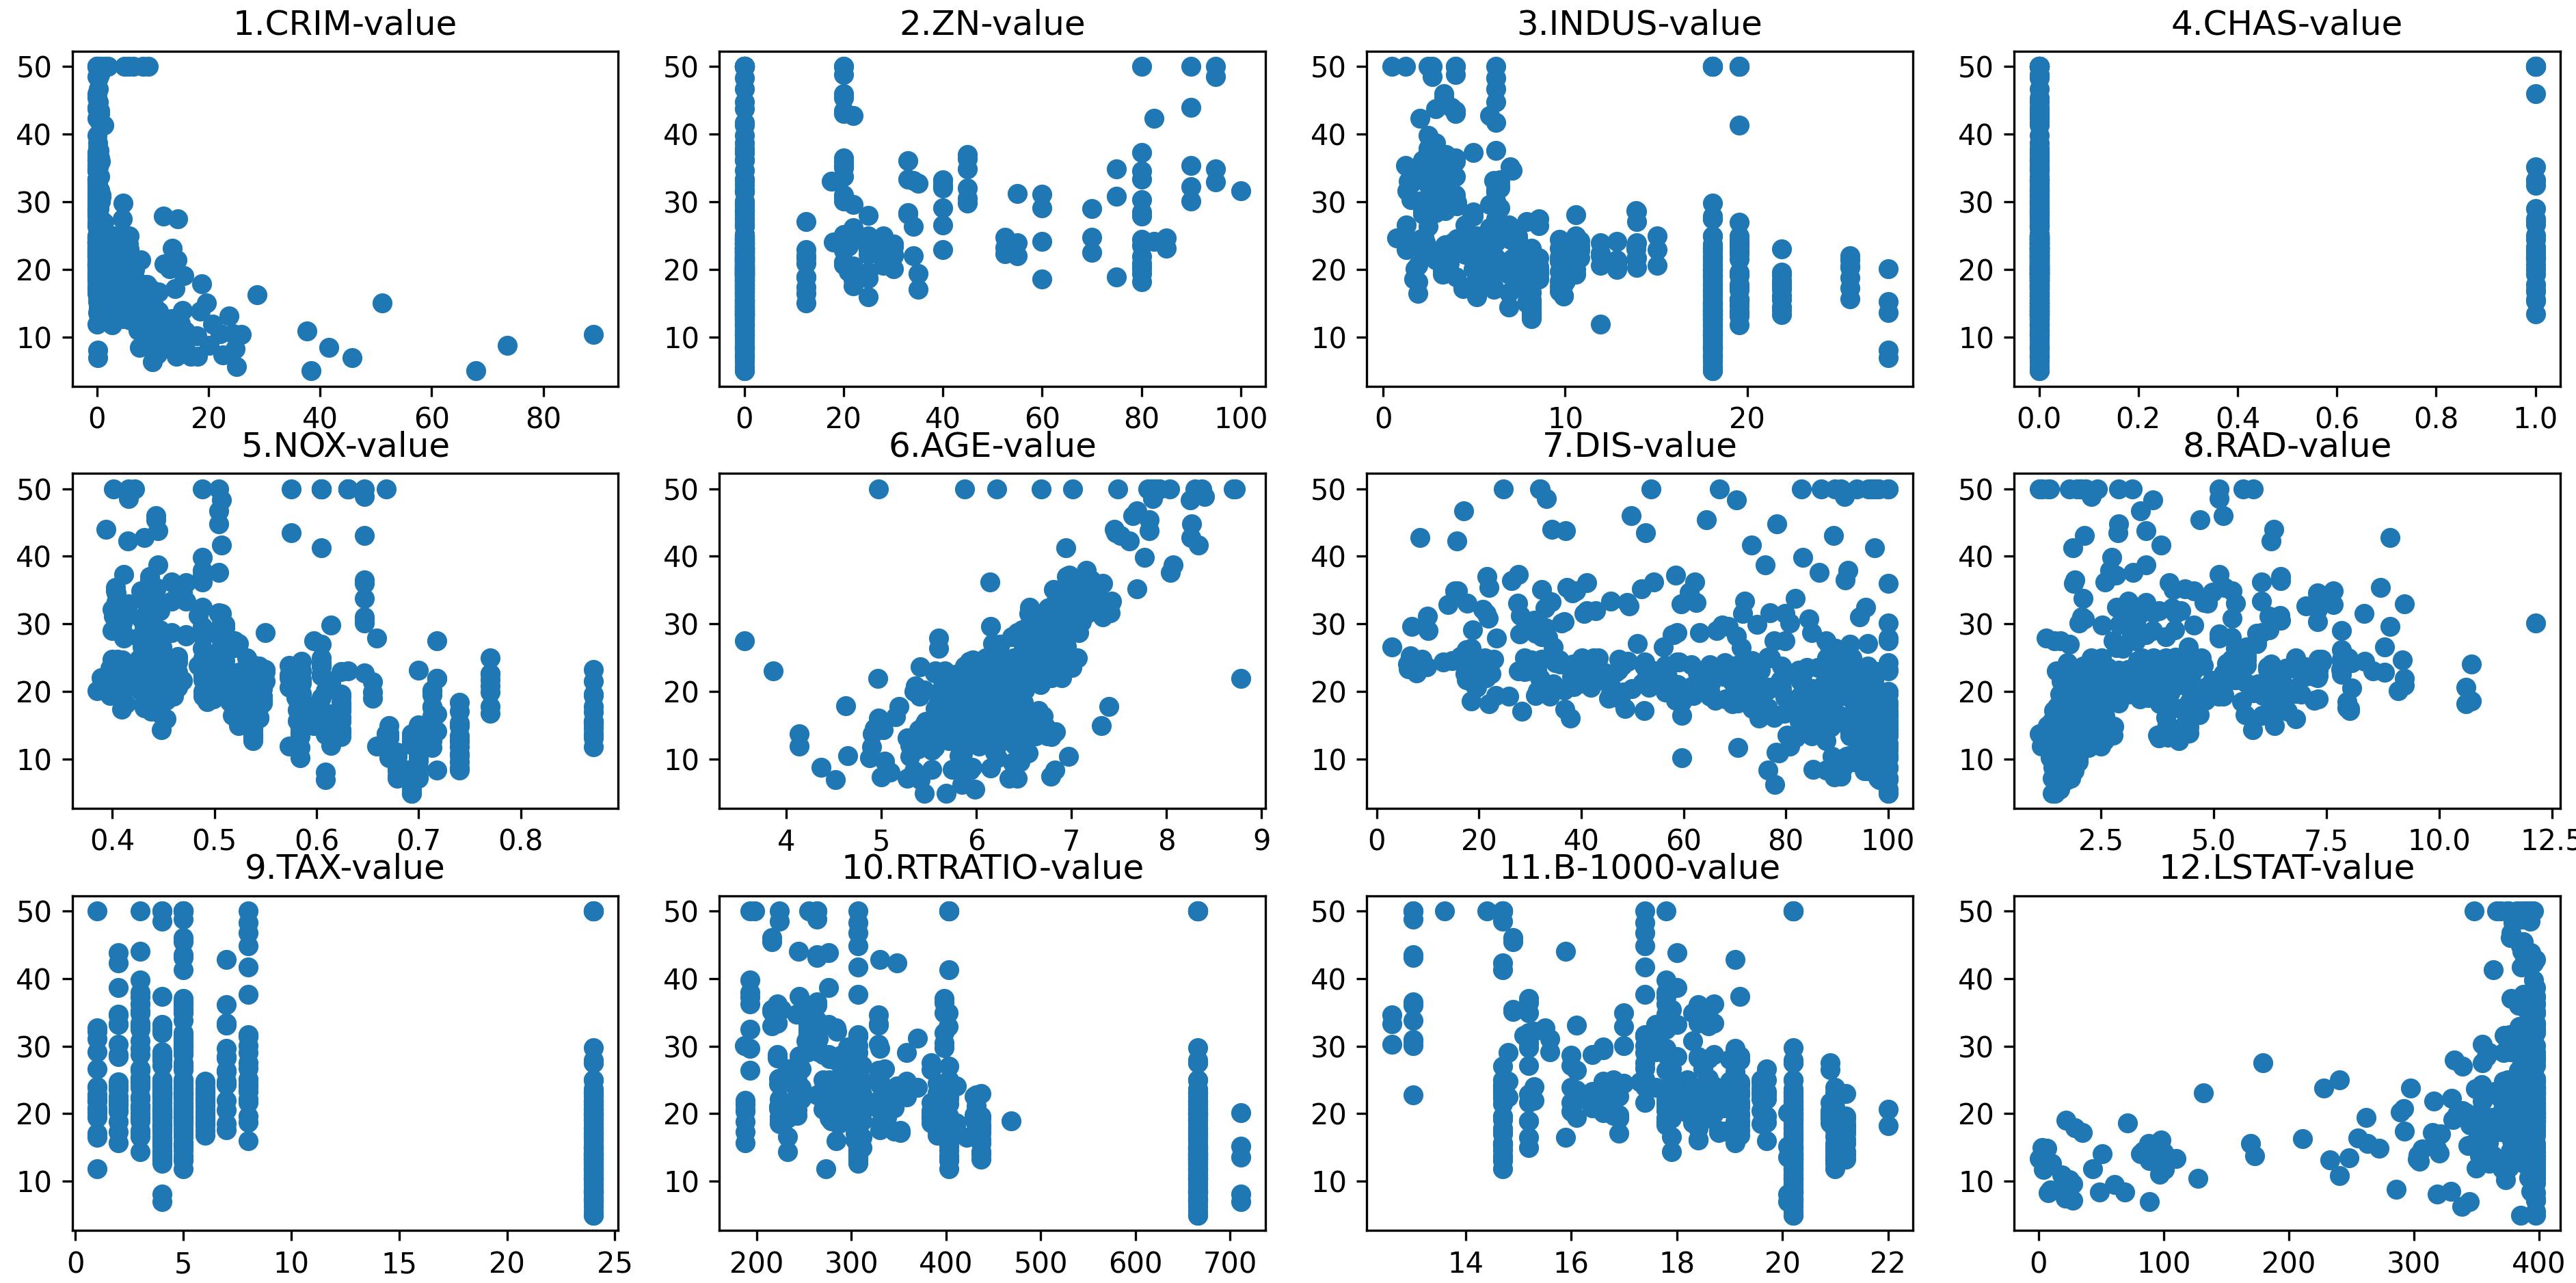 1.CRIM-value 2.ZN-value 3.INDUS-value 4.CHAS-value
50 50 50 50
40 40 40 40
30 30 30 30
20 20 20 20
10 10 10 10
0 20 40 60 80 0 20 40 60 80 100 0 10 20 0.0 0.2 0.4 0.6 0.8 1.0
5.NOX-value 6.AGE-value 7.DIS-value 8.RAD-value
50 50 50 50
40 40 40 40
30 30 30 30
20 20 20 20
10 10 10 10
0.4 0.5 0.6 0.7 0.8 4 5 6 7 8 9 0 20 40 60 80 100 2.5 5.0 7.5 10.0 12.5
9.TAX-value 10.RTRATIO-value 11.B-1000-value 12.LSTAT-value
50 50 50 50
40 40 40 40
30 30 30 30
20 20 20 20
10 10 10 10
0 5 10 15 20 25 200 300 400 500 600 700 14 16 18 20 22 0 100 200 300 400